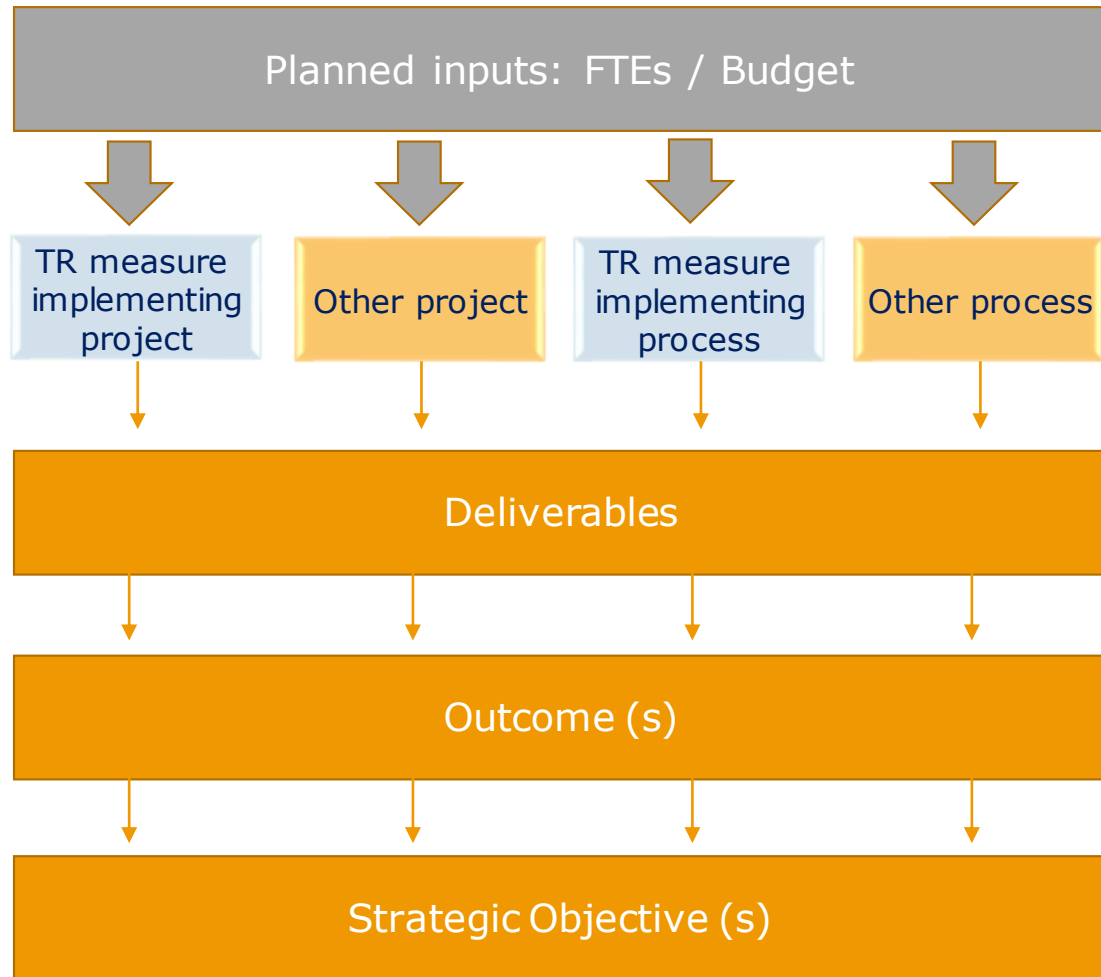 Planned inputs: FTEs / Budget
TR measure
implementing
project
Other project
TR measure
implementing
process
Other process
Deliverables
Outcome (s)
Strategic Objective (s)